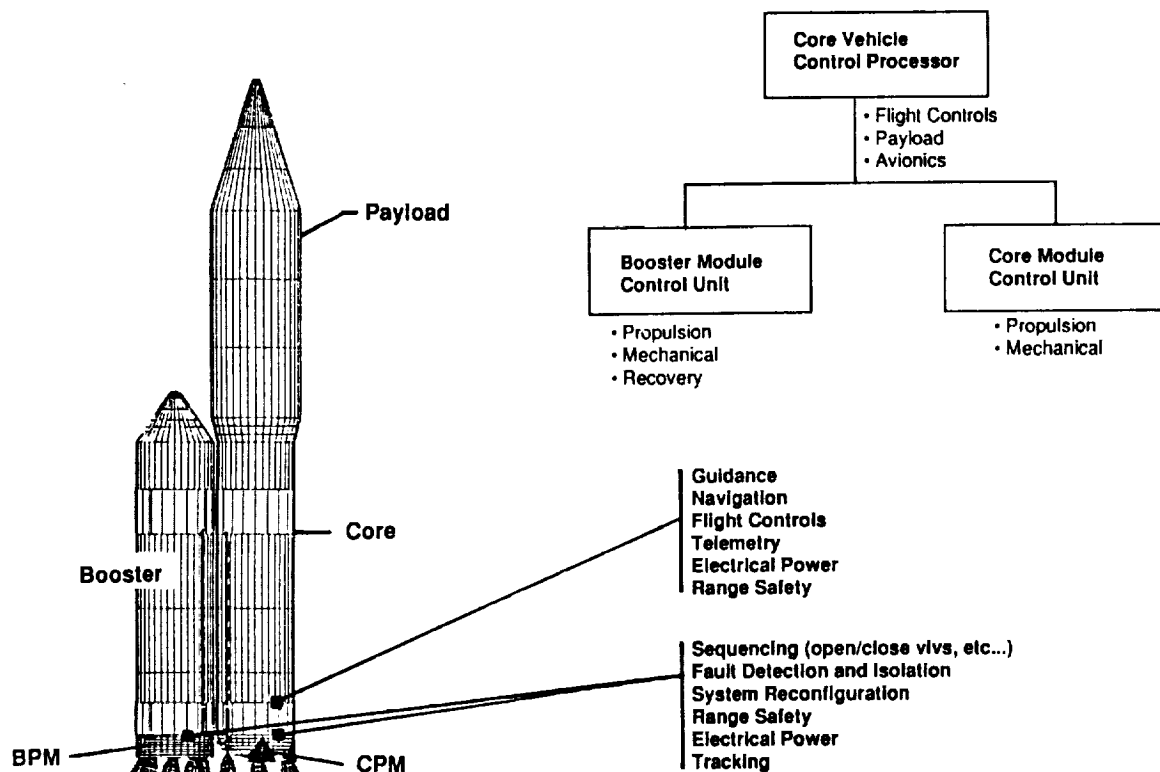 Core Vehicle
Control Processor
• Flight Controls
• Payload
• Avionics
Payload
Booster Module
Control Unit
Core Module
Control Unit
• Propulsion
• Mechanical
• Recovery
• Propulsion
• Mechanical
Guidance
Navigation
Flight Controls
Telemetry
Electrical Power
Range Safety
Core
Booster
Sequencing (open/close vlvs, etc...)
Fault Detection and Isolation
System Reconfiguration
Range Safety
Electrical Power
Tracking
BPM
CPM